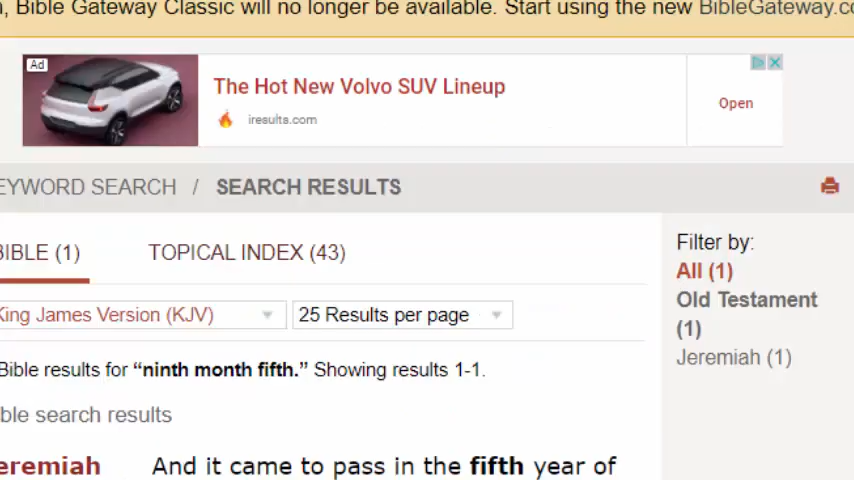 , Bible Gateway Classic will no longer be available. Start using the new BibleGateway.co
Ad
The Hot New Volvo SUV Lineup
iresults.com
Open
EYWORD SEARCH / SEARCH RESULTS
BIBLE (1) TOPICAL INDEX (43)
King James Version (KJV) 25 Results per page
Bible results for “ninth month fifth.” Showing results 1-1.
ble search results
eremiah And it came to pass in the fifth year of
Filter by:
All (1)
Old Testament
(1)
Jeremiah (1)